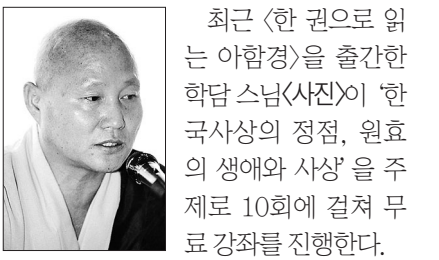 최근 〈한 권으로 읽
는 아함경〉을 출간한
학담 스님〈사진〉이 ‘한
국사상의 정점, 원효
의 생애와 사상’ 을 주
제로 10회에 걸쳐 무
료 강좌를 진행한다.